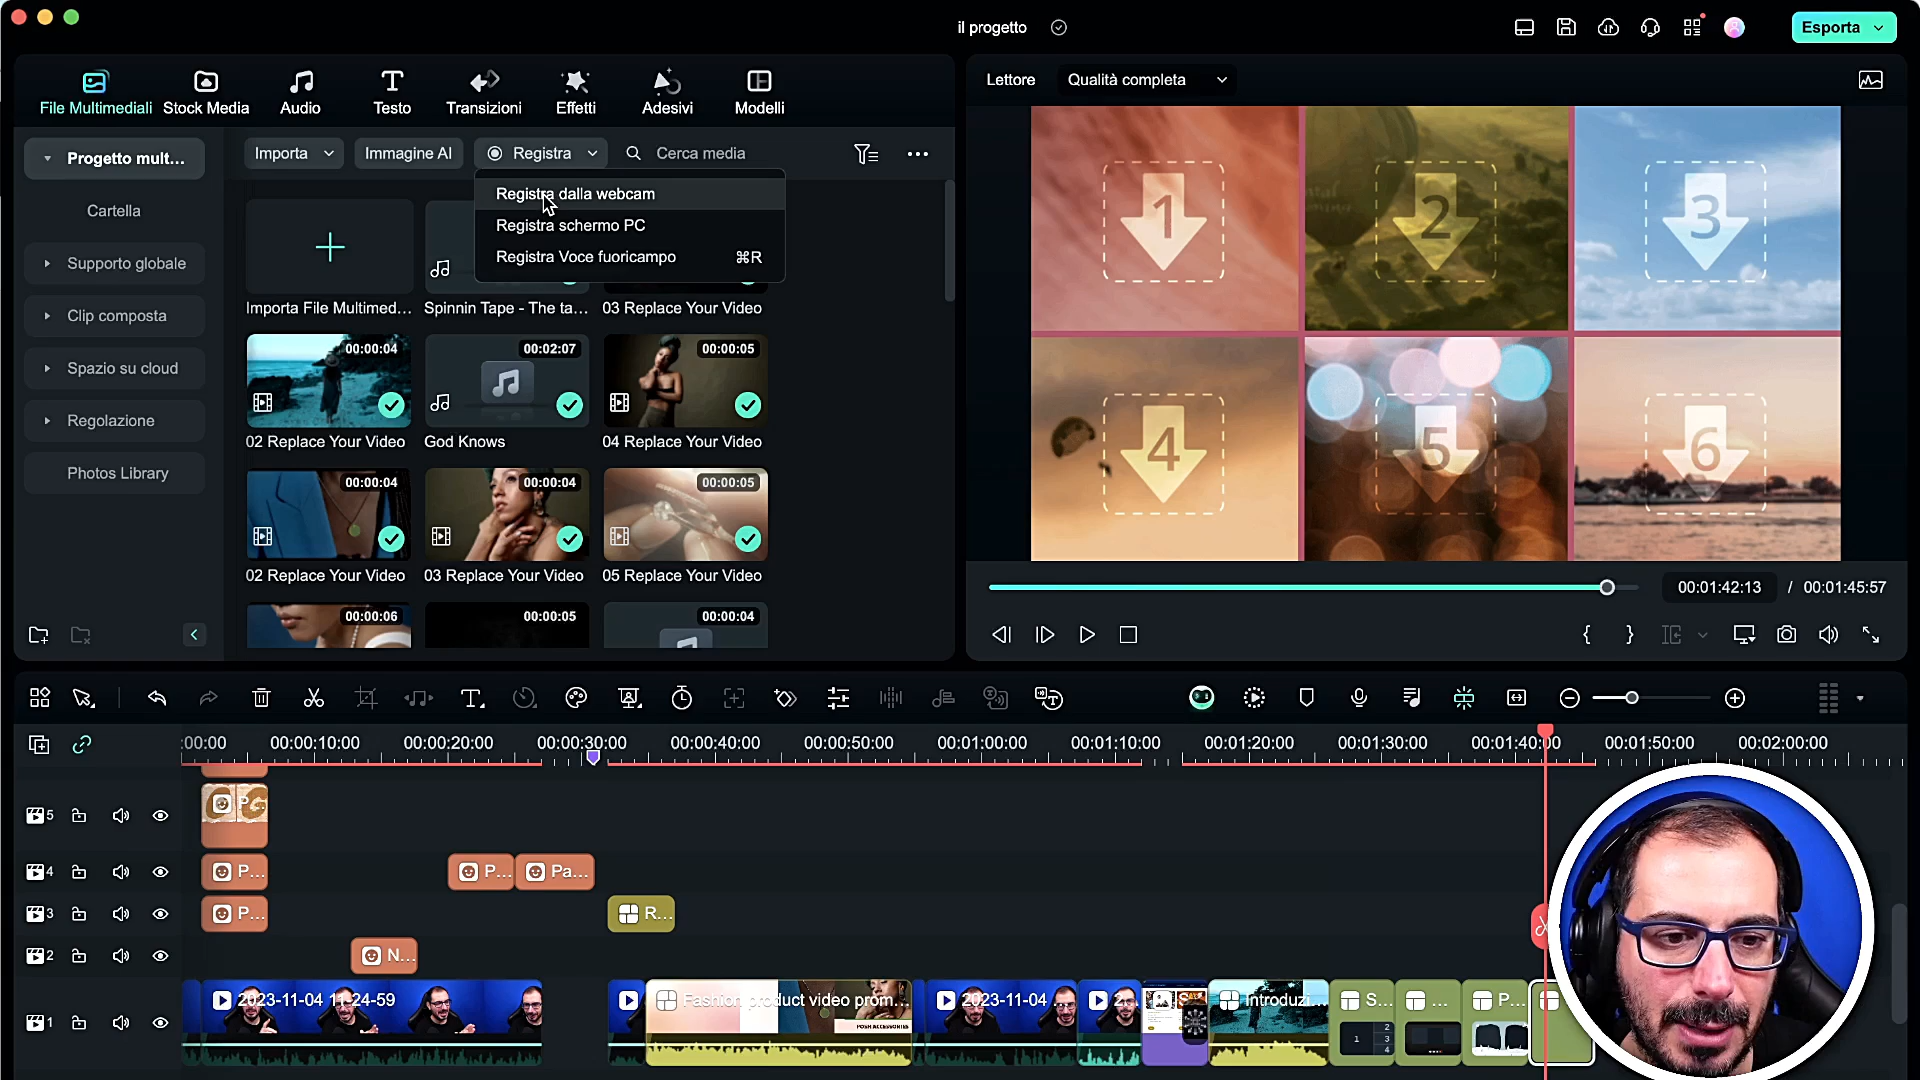 il progetto
Esporta
File Multimediali
Stock Media
Audio
Testo
Transizioni
Effetti
Adesivi
Modelli
Lettore
Qualità completa
Progetto mult...
Cartella
Supporto globale
Clip composta
Spazio su cloud
Regolazione
Photos Library
Importa
Immagine AI
Registra
Cerca media
Registra dalla webcam
Registra schermo PC
Registra Voce fuoricampo ⌘R
Importa File Multimed...
Spinnin Tape - The ta...
03 Replace Your Video
00:00:04
00:02:07
00:00:05
02 Replace Your Video
God Knows
04 Replace Your Video
00:00:04
00:00:04
00:00:05
02 Replace Your Video
03 Replace Your Video
05 Replace Your Video
00:00:06
00:00:05
00:00:04
1
2
3
4
5
6
00:01:42:13 / 00:01:45:57
:00:00
00:00:10:00
00:00:20:00
00:00:30:00
00:00:40:00
00:00:50:00
00:01:00:00
00:01:10:00
00:01:20:00
00:01:30:00
00:01:40:00
00:01:50:00
00:02:00:00
5
P...
4
P...
P...
Pa...
3
P...
R...
2
N...
1
2023-11-04 11-24-59
Fashion product video prom...
POSH ACCESSORIES
2023-11-04 ...
2...
S...
Introduzi...
S...
1
2
3
4
...
P...